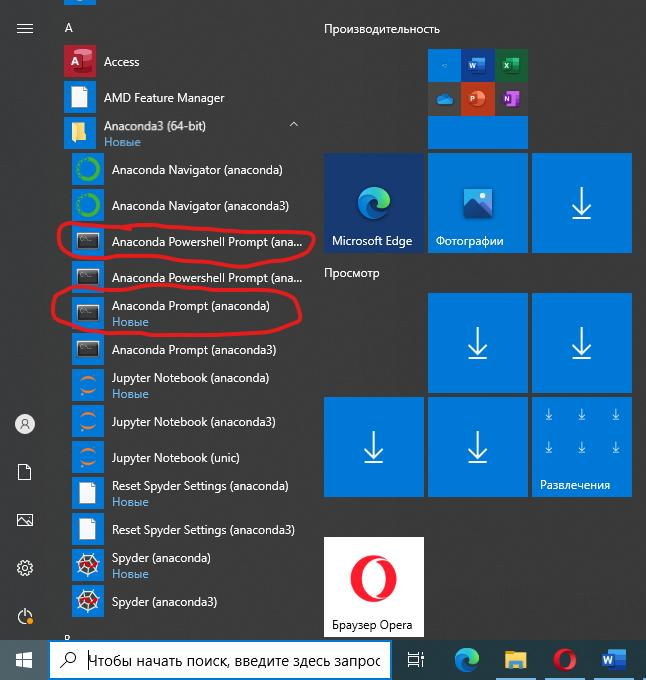 A
Производительность
Access
AMD Feature Manager
Anaconda3 (64-bit)
Новые
Anaconda Navigator (anaconda)
Anaconda Navigator (anaconda3)
Anaconda Powershell Prompt (ana...
Anaconda Powershell Prompt (ana...
Anaconda Prompt (anaconda)
Новые
Anaconda Prompt (anaconda3)
Jupyter Notebook (anaconda)
Новые
Jupyter Notebook (anaconda3)
Jupyter Notebook (unic)
Reset Spyder Settings (anaconda)
Новые
Reset Spyder Settings (anaconda3)
Spyder (anaconda)
Новые
Spyder (anaconda3)
Microsoft Edge
Фотографии
Просмотр
Развлечения
Браузер Opera
Чтобы начать поиск, введите здесь запрос